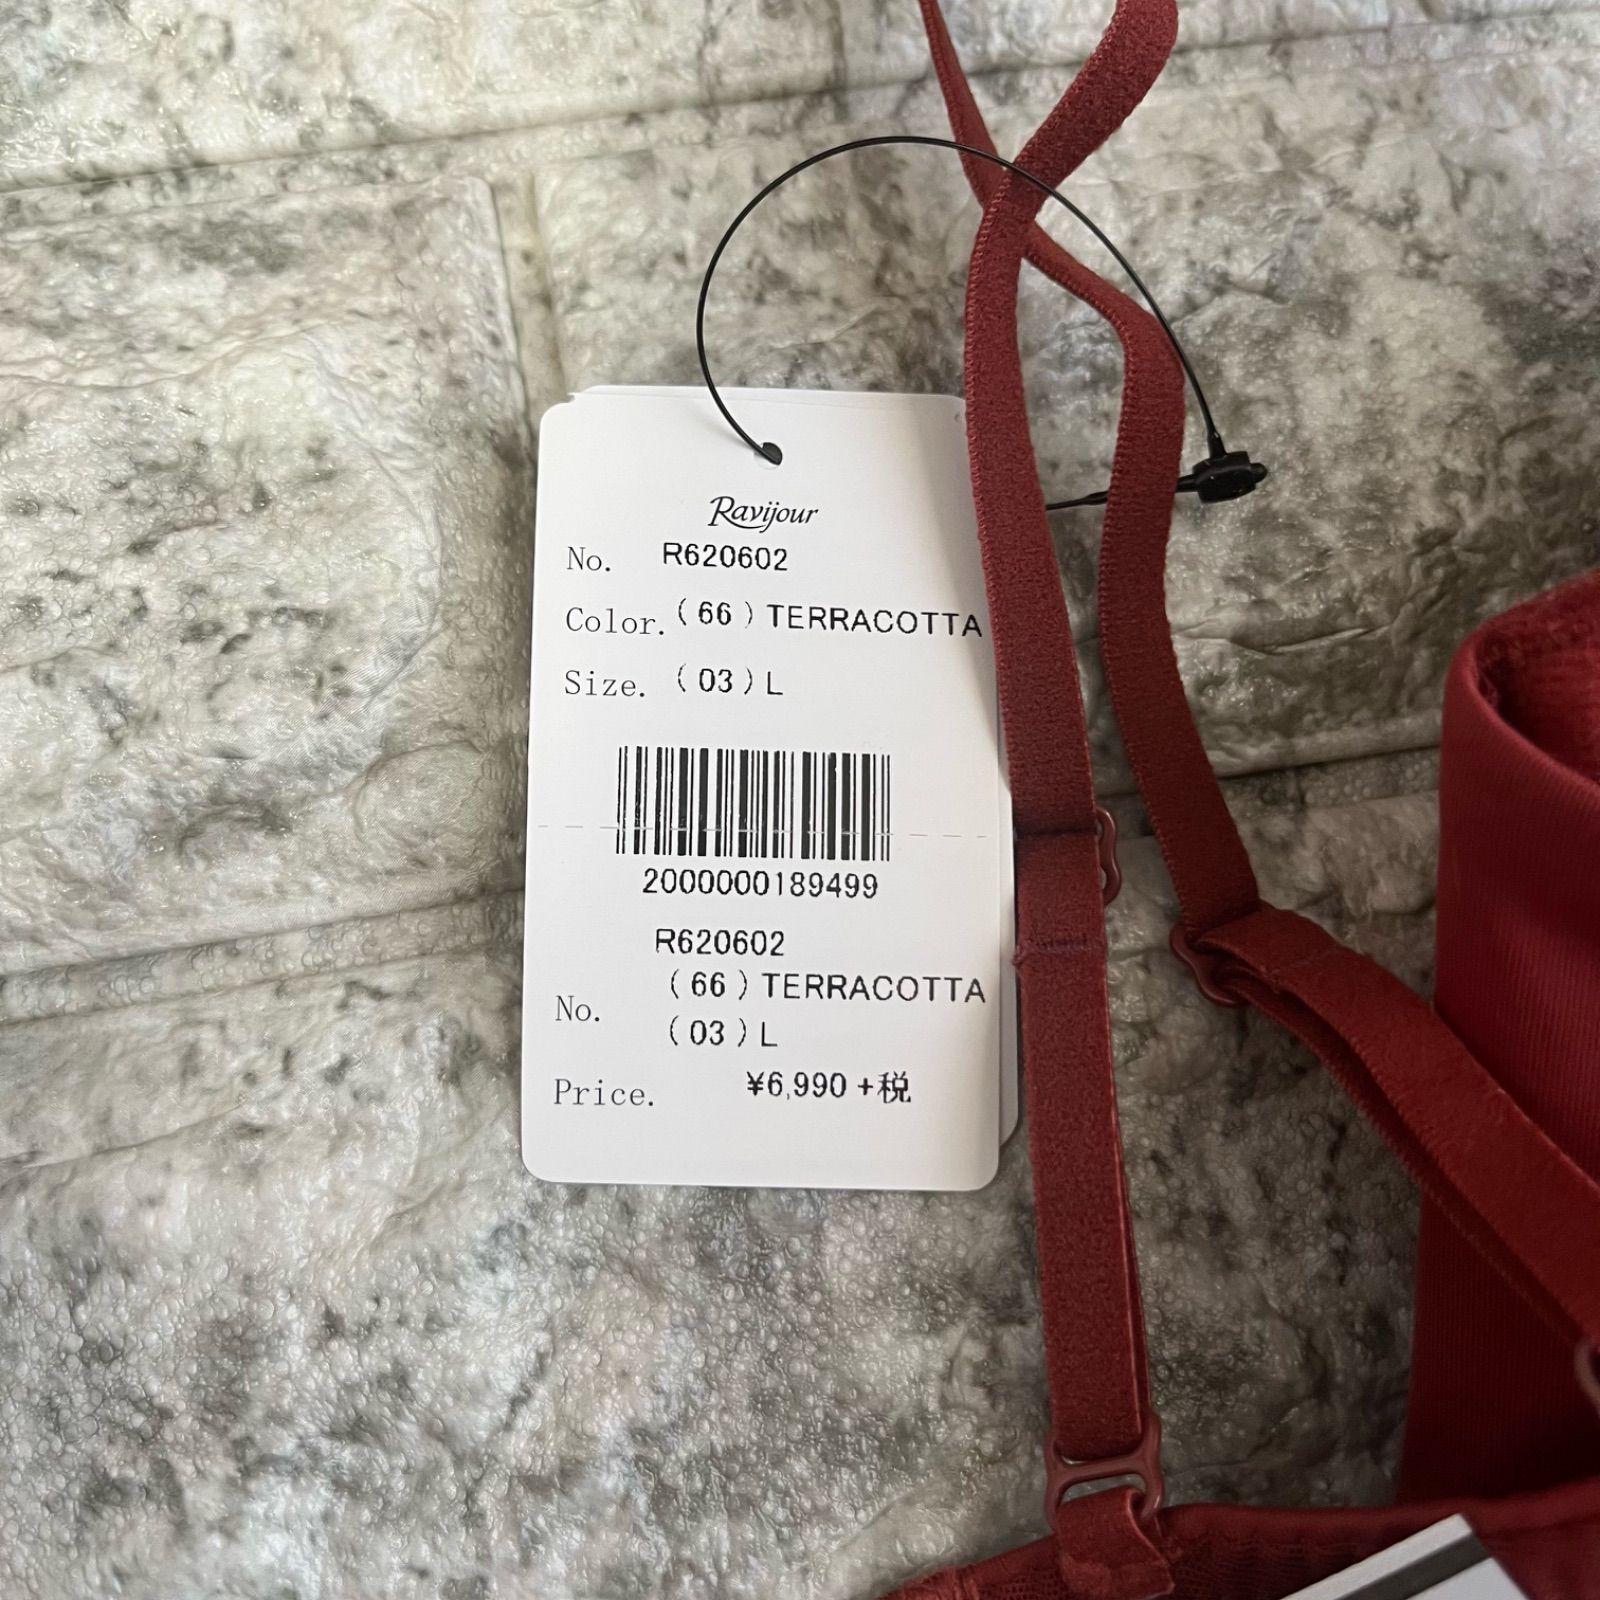 Ravijour
No. R620602
Color. (66) TERRACOTTA
Size. (03) L
2000000189499
R620602
(66) TERRACOTTA
No.
(03) L
Price. ¥6,990 +税